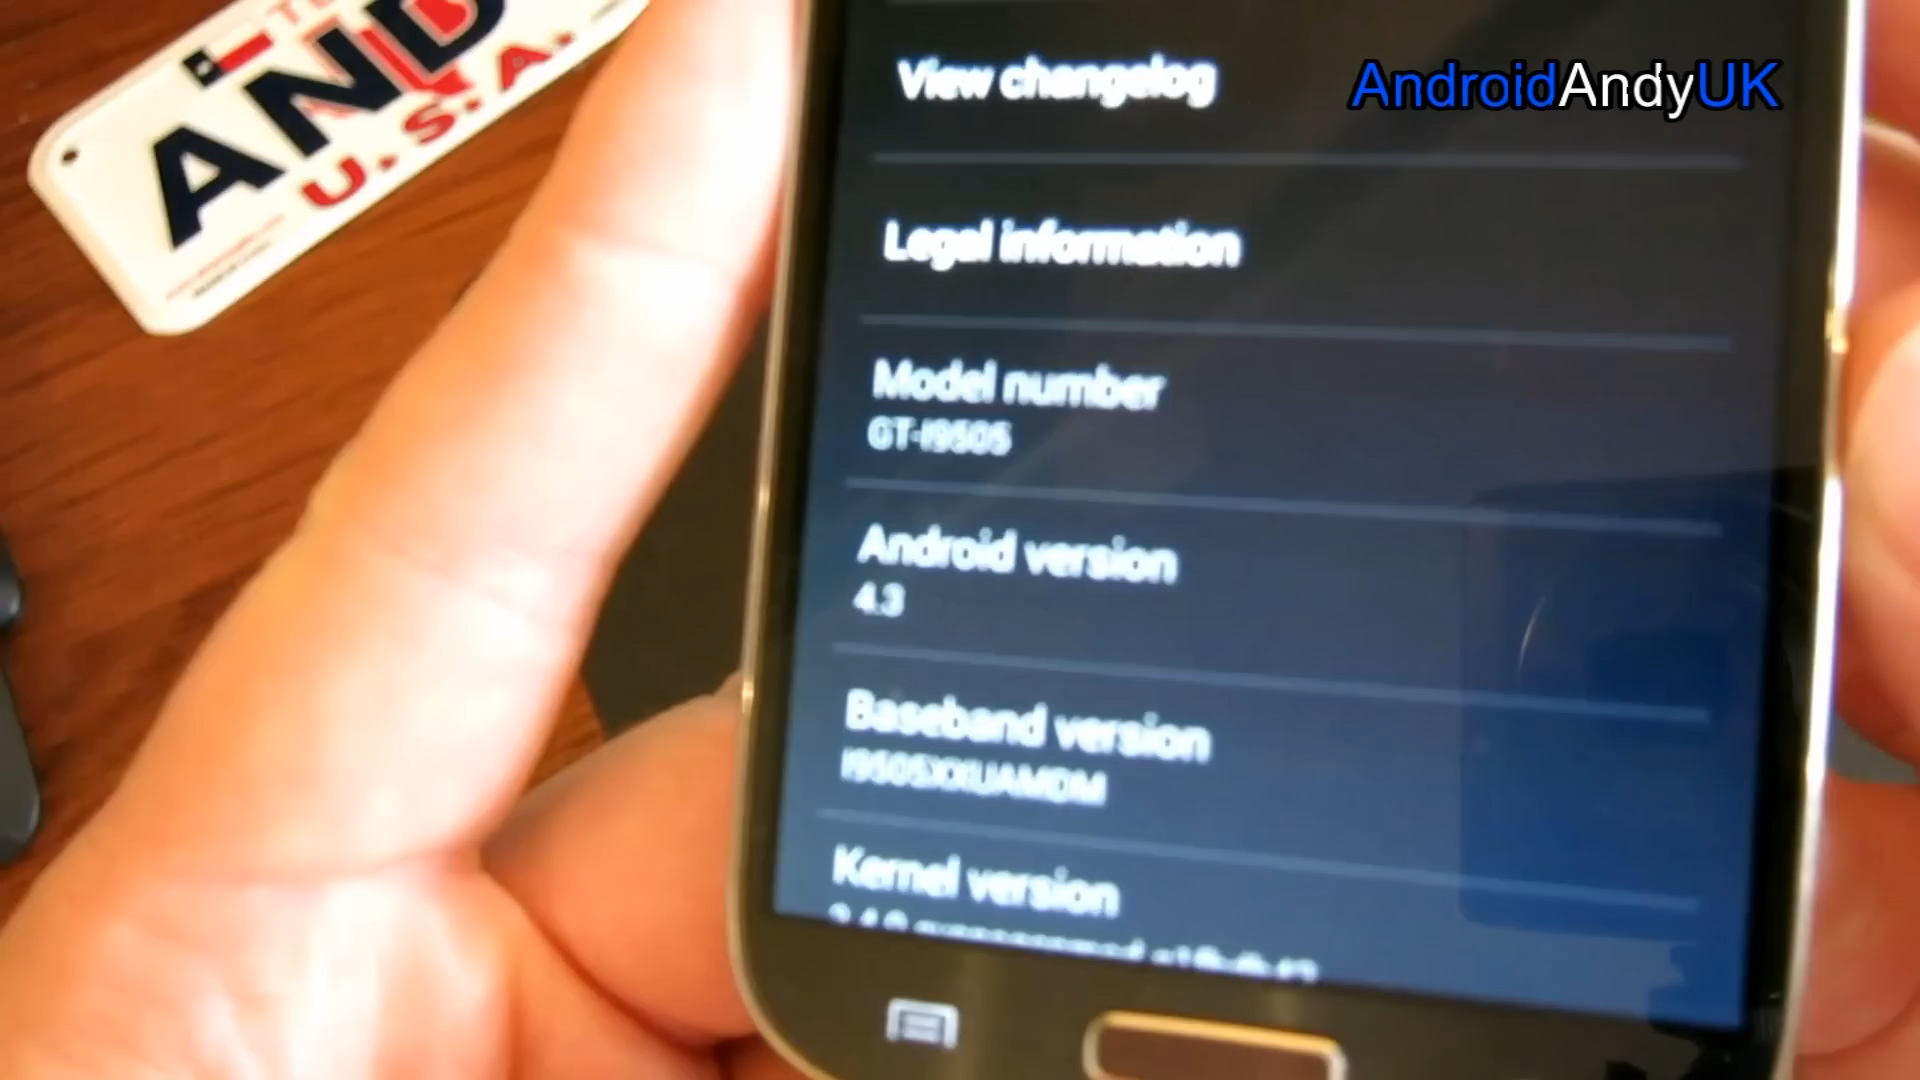 AND
U.S.A.
AndroidAndyUK
View changelog
Legal information
Model number
GT-I9505
Android version
4.3
Baseband version
I9505XXUAMDM
Kernel version